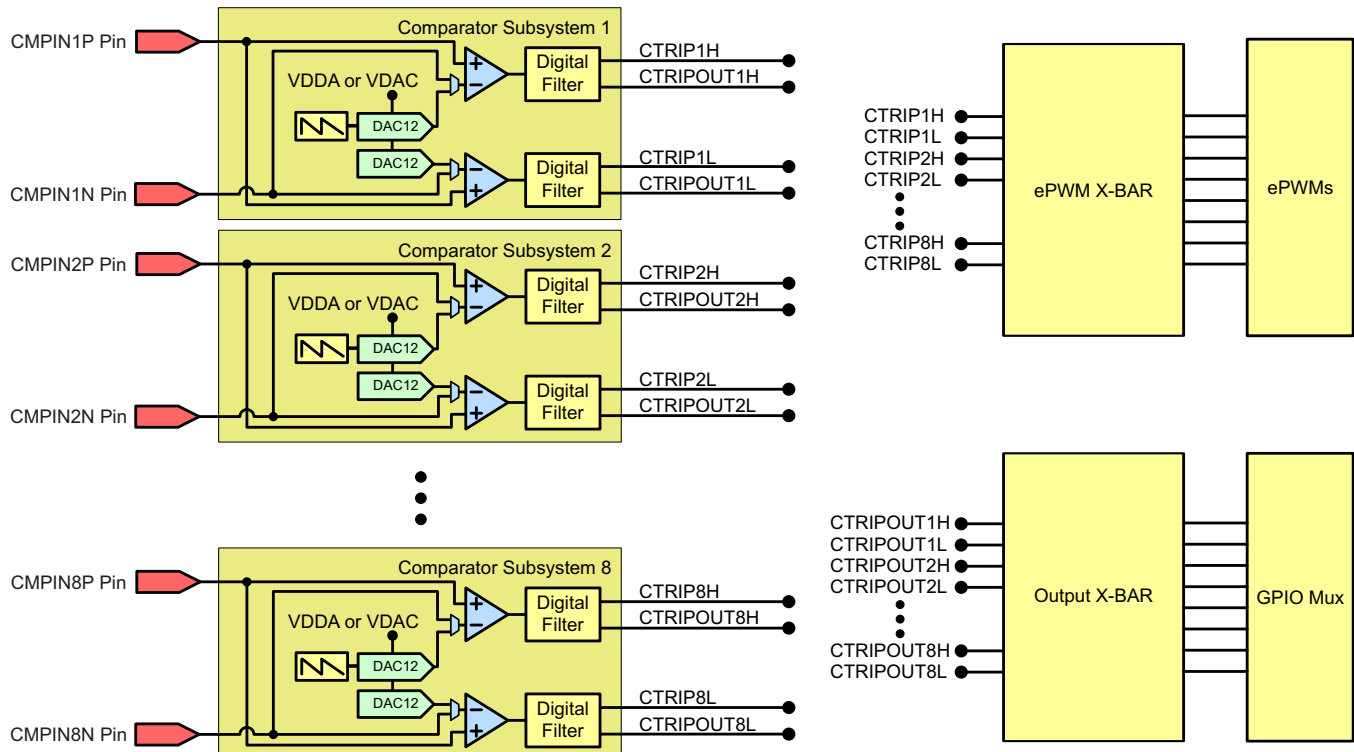 CMPIN1P Pin
Comparator Subsystem 1
VDDA or VDAC
DAC12
DAC12
Digital
Filter
CTRIP1H
CTRIPOUT1H
Digital
Filter
CTRIP1L
CTRIPOUT1L
CMPIN1N Pin
CMPIN2P Pin
Comparator Subsystem 2
VDDA or VDAC
DAC12
DAC12
Digital
Filter
CTRIP2H
CTRIPOUT2H
Digital
Filter
CTRIP2L
CTRIPOUT2L
CMPIN2N Pin
CMPIN8P Pin
Comparator Subsystem 8
VDDA or VDAC
DAC12
DAC12
Digital
Filter
CTRIP8H
CTRIPOUT8H
Digital
Filter
CTRIP8L
CTRIPOUT8L
CMPIN8N Pin
CTRIP1H
CTRIP1L
CTRIP2H
CTRIP2L
CTRIP8H
CTRIP8L
ePWM X-BAR
ePWMs
CTRIPOUT1H
CTRIPOUT1L
CTRIPOUT2H
CTRIPOUT2L
CTRIPOUT8H
CTRIPOUT8L
Output X-BAR
GPIO Mux